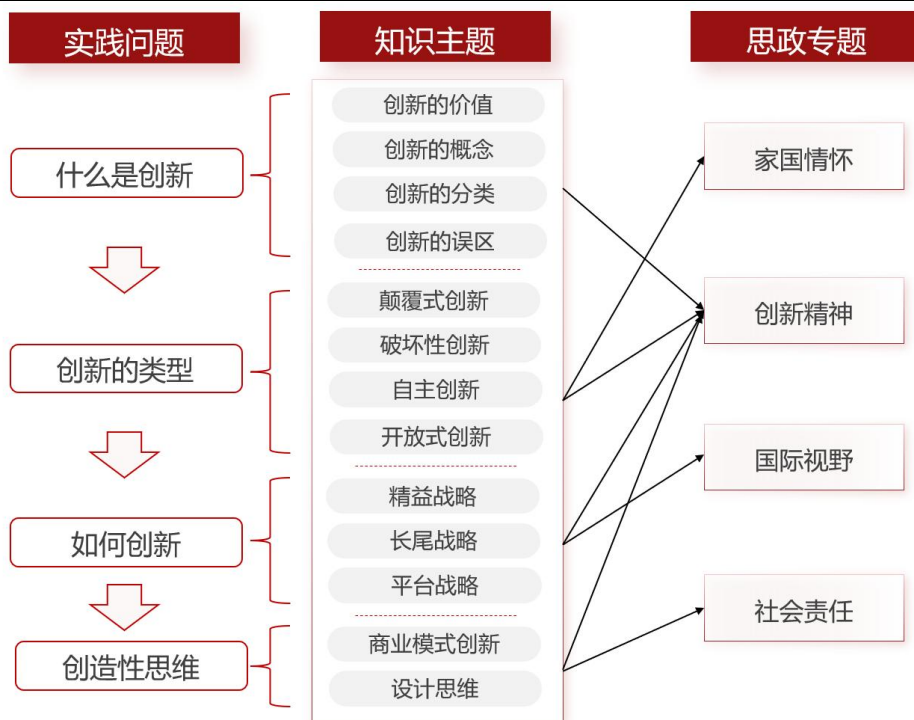 实践问题
知识主题
思政专题
什么是创新
创新的类型
如何创新
创造性思维
创新的价值
创新的概念
创新的分类
创新的误区
颠覆式创新
破坏性创新
自主创新
开放式创新
精益战略
长尾战略
平台战略
商业模式创新
设计思维
家国情怀
创新精神
国际视野
社会责任